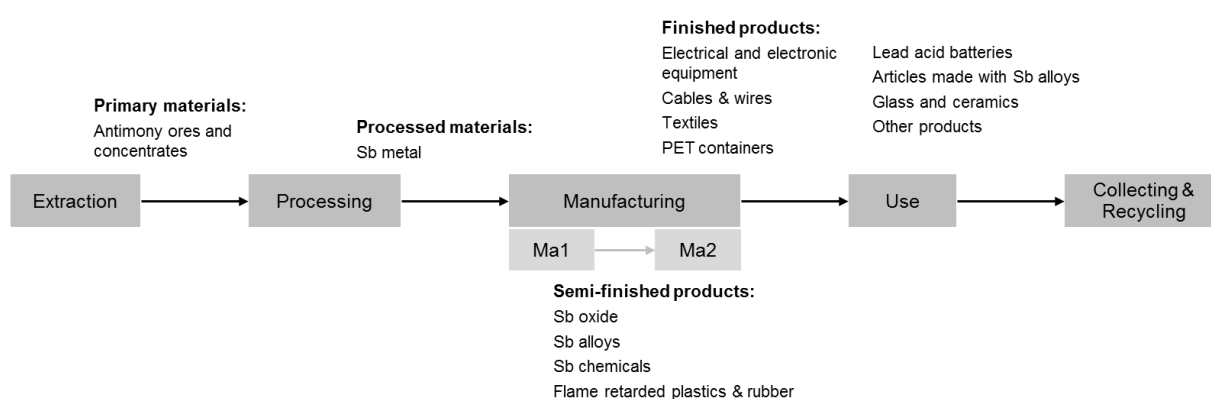 Finished products:
Electrical and electronic
equipment
Cables & wires
Textiles
PET containers
Lead acid batteries
Articles made with Sb alloys
Glass and ceramics
Other products
Primary materials:
Antimony ores and
concentrates
Processed materials:
Sb metal
Extraction
Processing
Manufacturing
Use
Collecting &
Recycling
Ma1
Ma2
Semi-finished products:
Sb oxide
Sb alloys
Sb chemicals
Flame retarded plastics & rubber